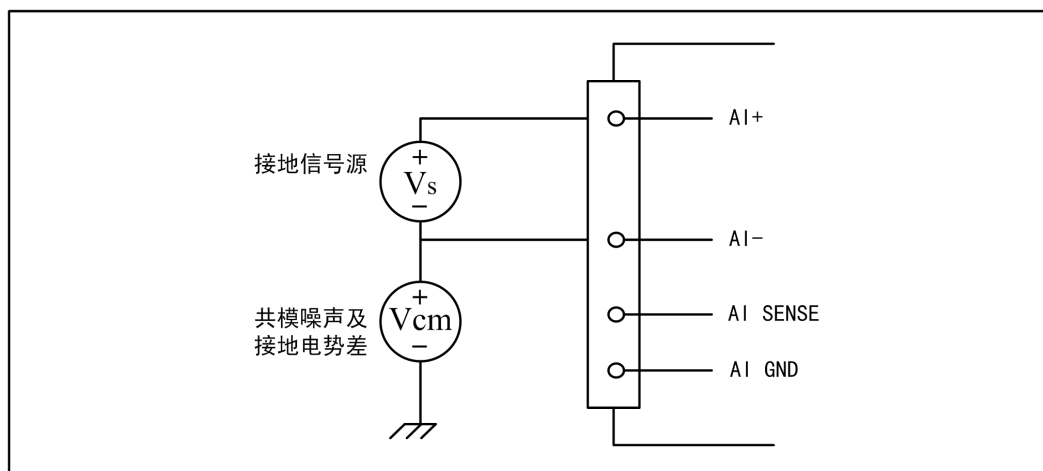 AI+
接地信号源
+
Vs
−
AI−
+
Vcm
−
共模噪声及
接地电势差
AI SENSE
AI GND